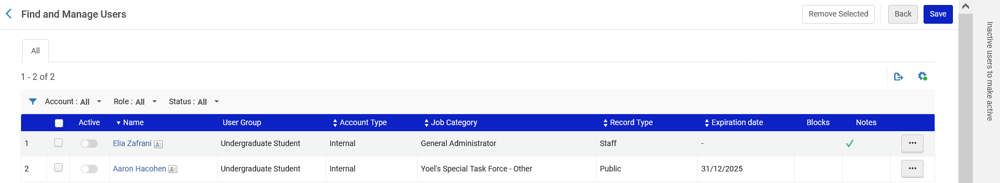 Find and Manage Users
Remove Selected
Back
Save
All
1 - 2 of 2
Account : All Role : All Status : All
Active Name User Group Account Type Job Category Record Type Expiration date Blocks Notes
1 Elia Zafrani Undergraduate Student Internal General Administrator Staff -
2 Aaron Hacohen Undergraduate Student Internal Yoel's Special Task Force - Other Public 31/12/2025
Inactive users to make active